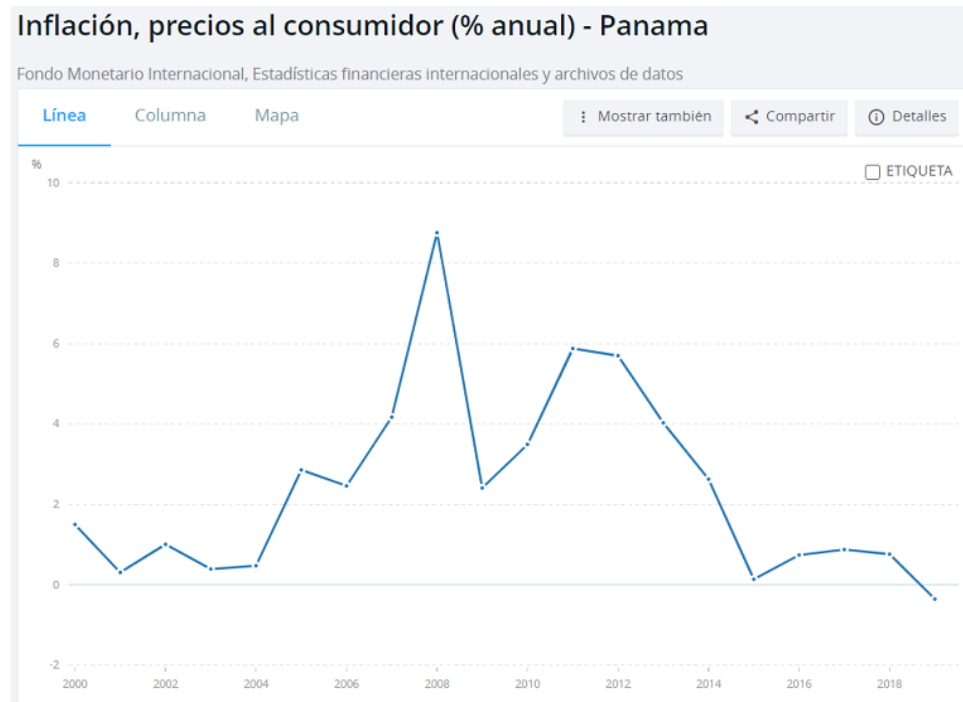 Inflación, precios al consumidor (% anual) - Panama
Fondo Monetario Internacional, Estadísticas financieras internacionales y archivos de datos
Línea Columna Mapa Mostrar también Compartir Detalles
%
ETIQUETA
10
8
6
4
2
0
-2
2000 2002 2004 2006 2008 2010 2012 2014 2016 2018